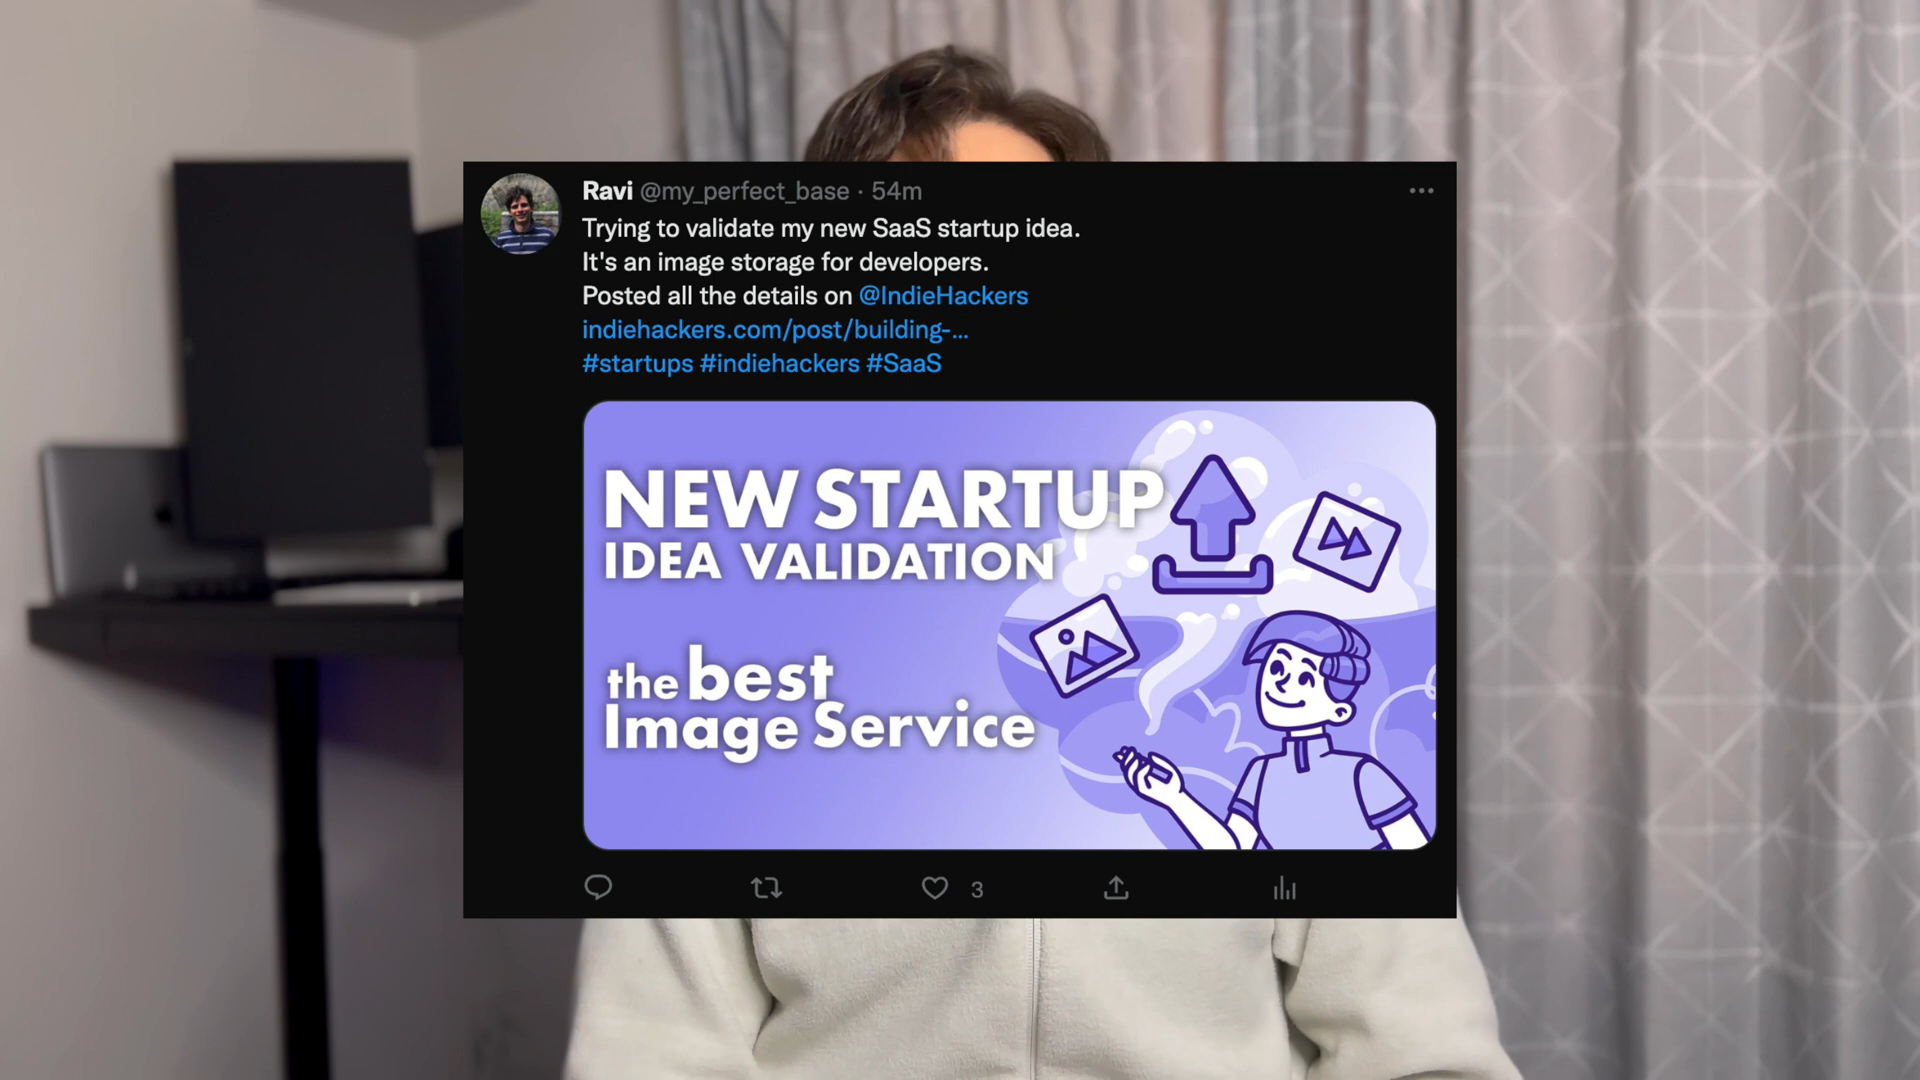 Ravi @my_perfect_base · 54m
Trying to validate my new SaaS startup idea.
It's an image storage for developers.
Posted all the details on @IndieHackers
indiehackers.com/post/building-...
#startups #indiehackers #SaaS
NEW STARTUP
IDEA VALIDATION
the best
Image Service
3